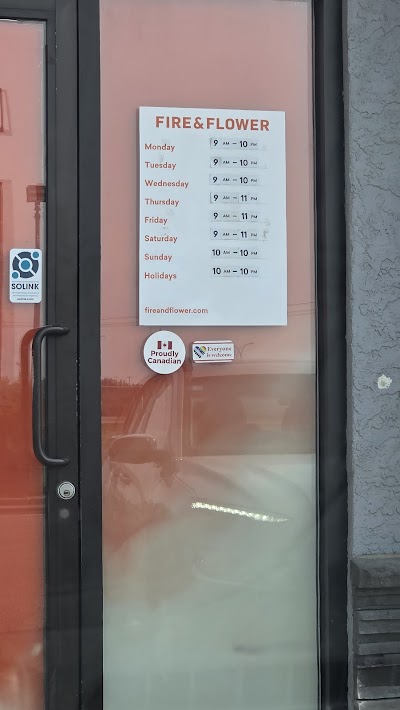 FIRE&FLOWER
Monday 9 AM – 10 PM
Tuesday 9 AM – 10 PM
Wednesday 9 AM – 10 PM
Thursday 9 AM – 11 PM
Friday 9 AM – 11 PM
Saturday 9 AM – 11 PM
Sunday 10 AM – 10 PM
Holidays 10 AM – 10 PM
fireandflower.com
SOLINK
Proudly
Canadian
Everyone
is welcome